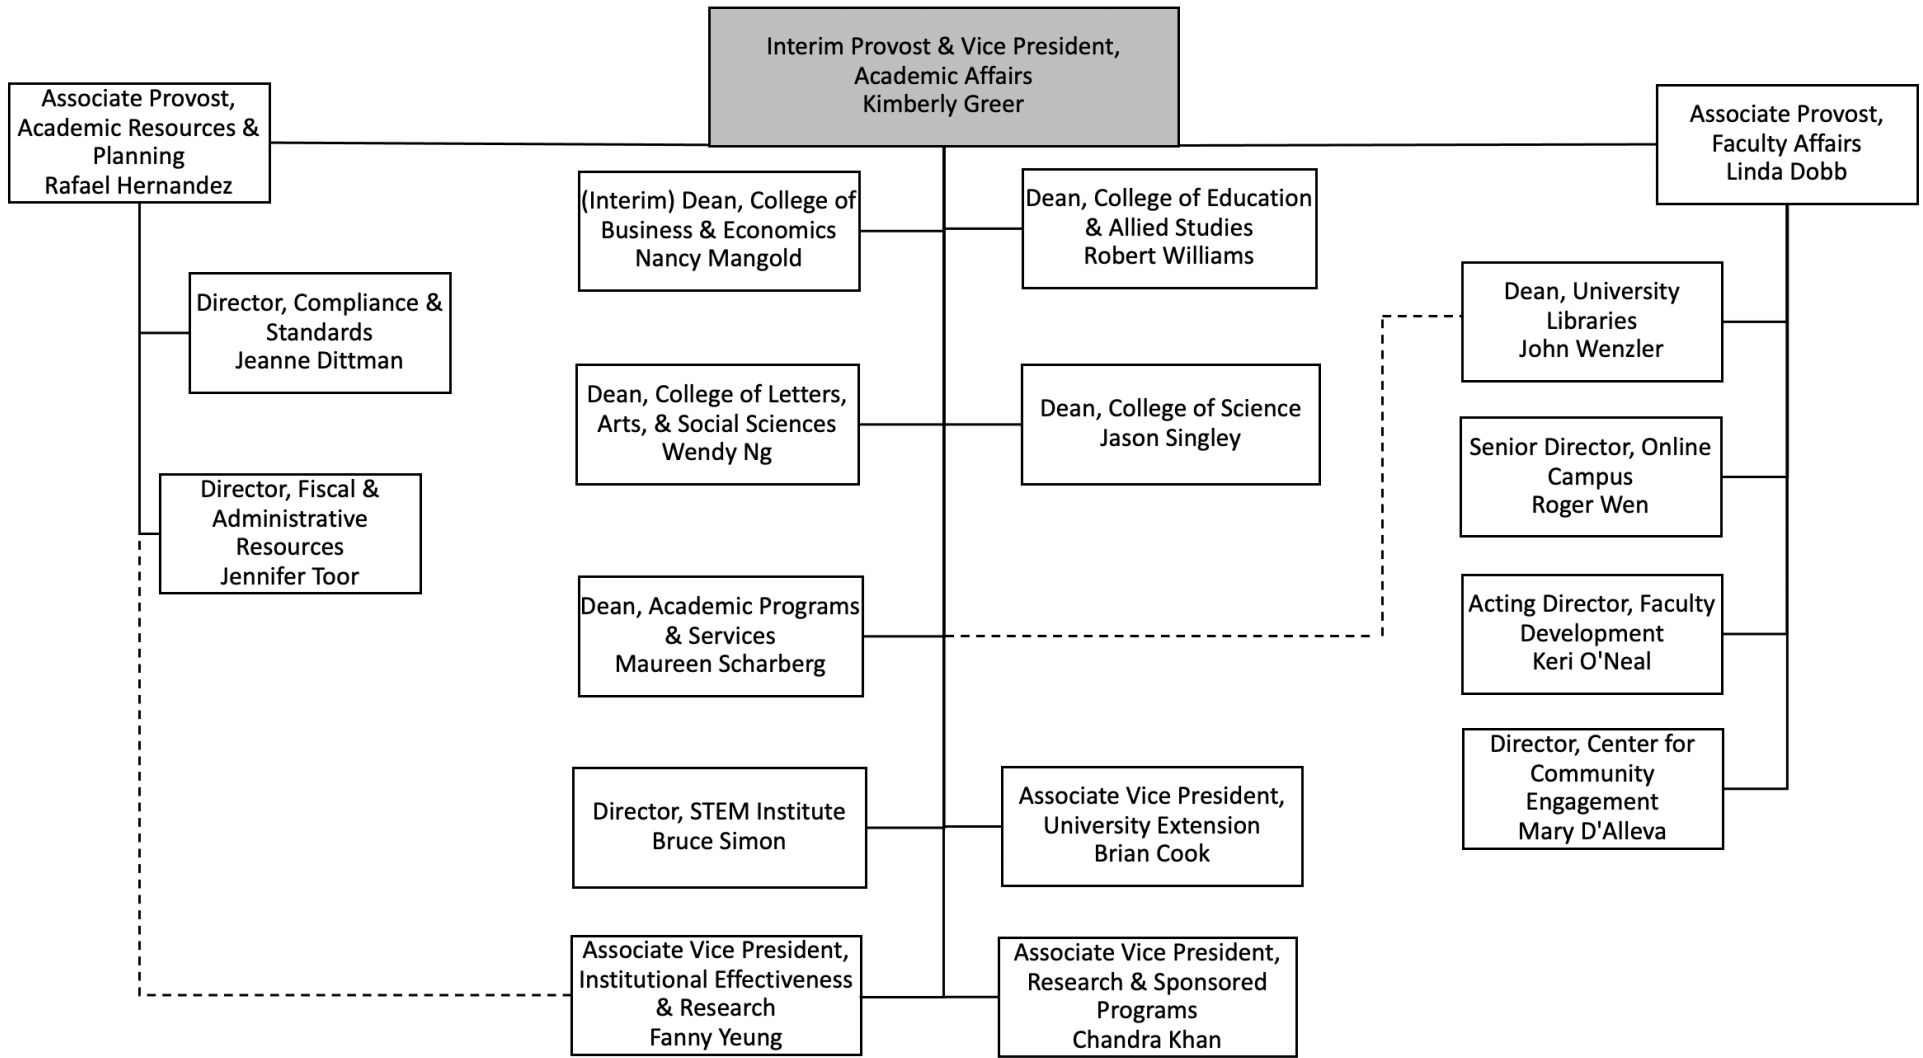 Interim Provost & Vice President,
Academic Affairs
Kimberly Greer
Associate Provost,
Academic Resources &
Planning
Rafael Hernandez
Associate Provost,
Faculty Affairs
Linda Dobb
(Interim) Dean, College of
Business & Economics
Nancy Mangold
Dean, College of Education
& Allied Studies
Robert Williams
Director, Compliance &
Standards
Jeanne Dittman
Dean, University
Libraries
John Wenzler
Dean, College of Letters,
Arts, & Social Sciences
Wendy Ng
Dean, College of Science
Jason Singley
Senior Director, Online
Campus
Roger Wen
Director, Fiscal &
Administrative
Resources
Jennifer Toor
Dean, Academic Programs
& Services
Maureen Scharberg
Acting Director, Faculty
Development
Keri O'Neal
Director, STEM Institute
Bruce Simon
Associate Vice President,
University Extension
Brian Cook
Director, Center for
Community
Engagement
Mary D'Alleva
Associate Vice President,
Institutional Effectiveness
& Research
Fanny Yeung
Associate Vice President,
Research & Sponsored
Programs
Chandra Khan